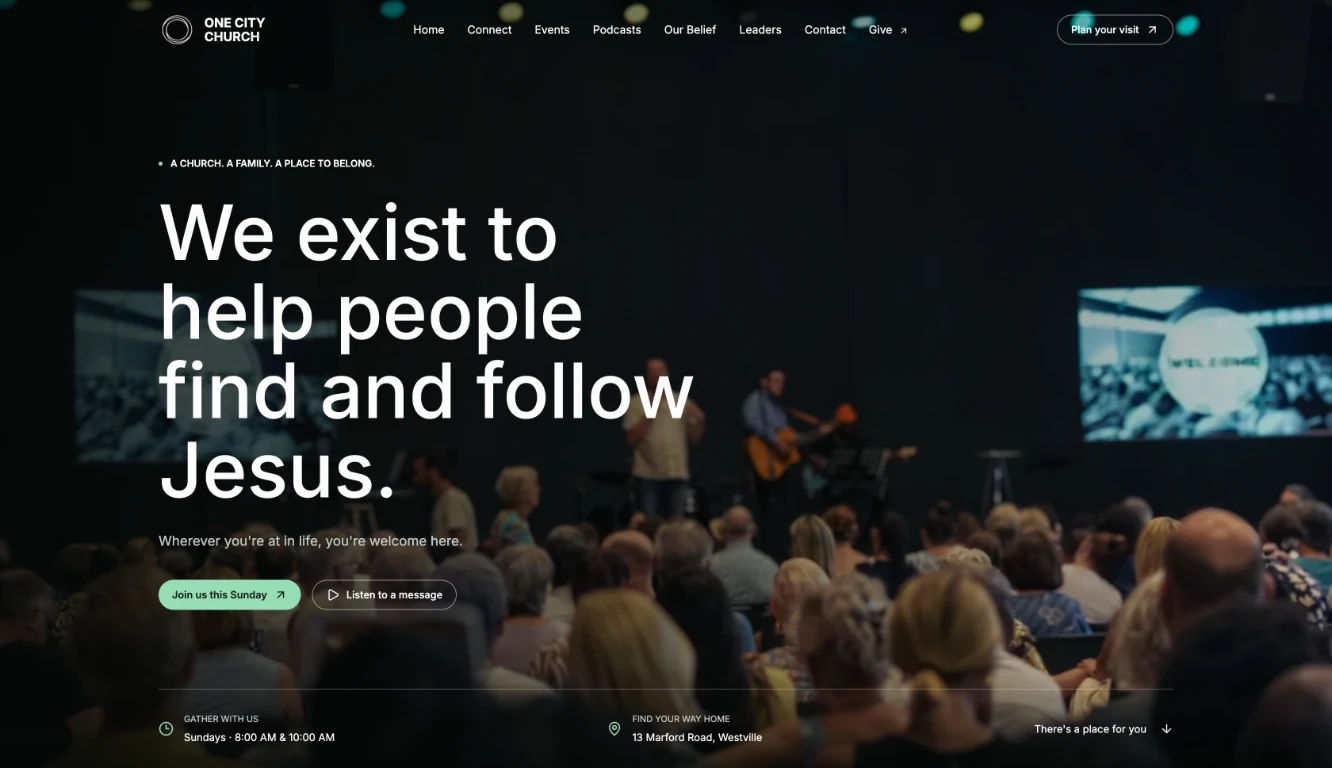 ONE CITY
CHURCH
Home Connect Events Podcasts Our Belief Leaders Contact Give
Plan your visit
A CHURCH. A FAMILY. A PLACE TO BELONG.
We exist to
help people
find and follow
Jesus.
WELCOME
Wherever you're at in life, you're welcome here.
Join us this Sunday
Listen to a message
GATHER WITH US
Sundays · 8:00 AM & 10:00 AM
FIND YOUR WAY HOME
13 Marford Road, Westville
There's a place for you